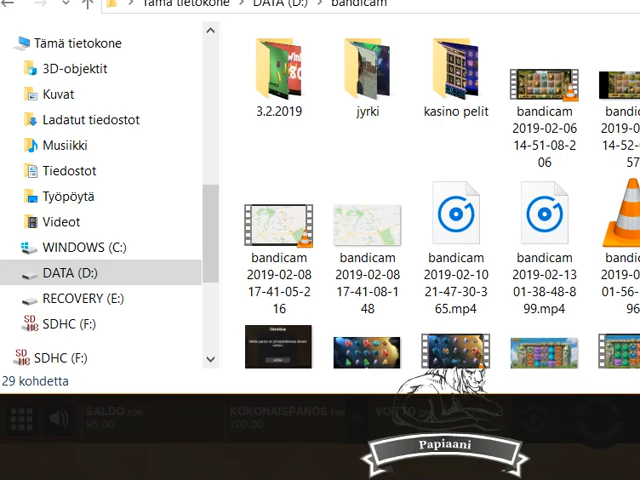 Tämä tietokone > DATA (D:) > bandicam
Tämä tietokone
3D-objektit
Kuvat
Ladatut tiedostot
Musiikki
Tiedostot
Työpöytä
Videot
WINDOWS (C:)
DATA (D:)
RECOVERY (E:)
SDHC (F:)
SDHC (F:)
29 kohdetta
3.2.2019
jyrki
kasino pelit
bandicam
2019-02-06
14-51-08-2
06
bandicam
2019-02-08
17-41-05-2
16
bandicam
2019-02-08
17-41-08-1
48
bandicam
2019-02-10
21-47-30-3
65.mp4
bandicam
2019-02-13
01-38-48-8
99.mp4
SALDO EUR
95.00
KOKONAISPANOS EUR
100.00
VOITTO
Papiaani